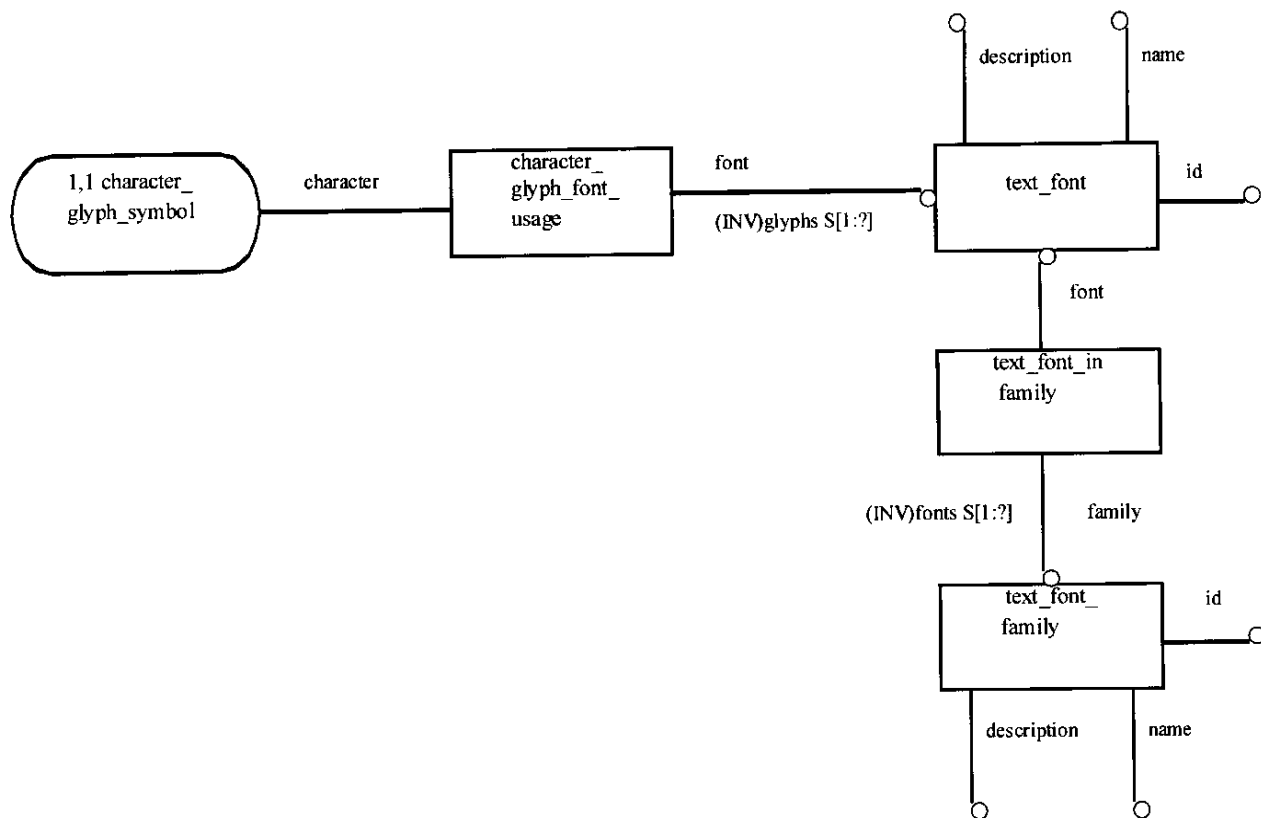 description
name
1,1 character_
glyph_symbol
character
character_
glyph_font_
usage
font
(INV)glyphs S[1:?]
text_font
id
font
text_font_in
family
(INV)fonts S[1:?]
family
text_font_
family
id
description
name